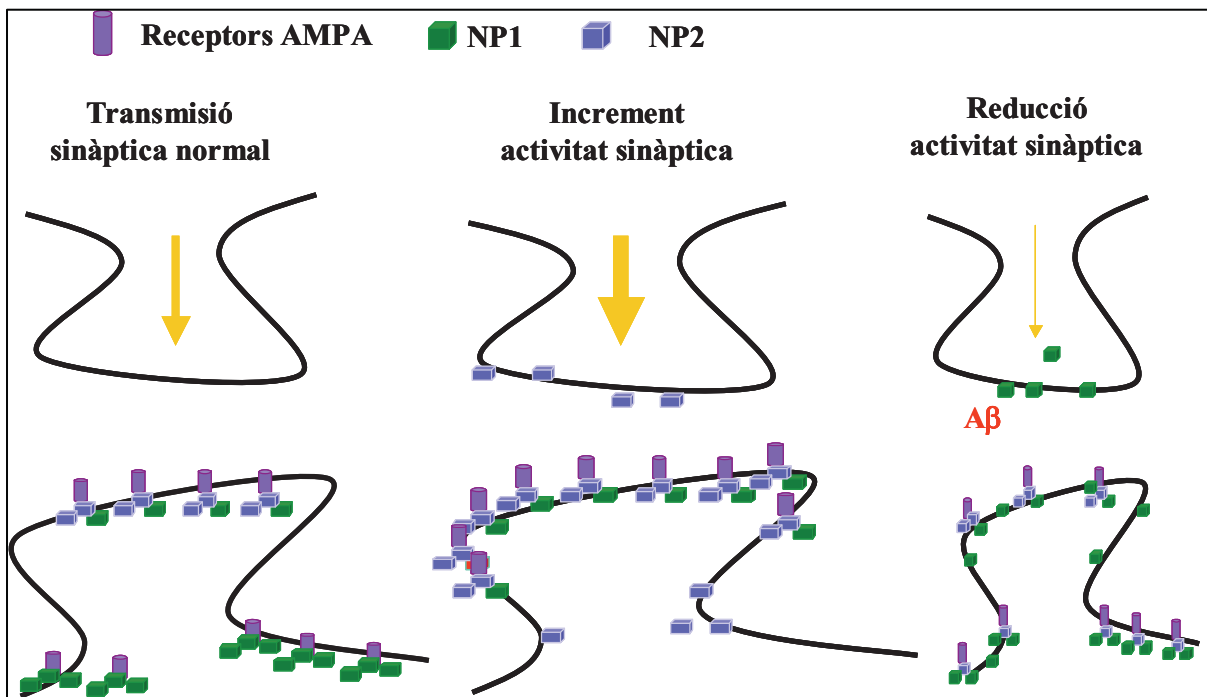 Receptors AMPA
NP1
NP2
Transmisió
sinàptica normal
Increment
activitat sinàptica
Reducció
activitat sinàptica
Aβ